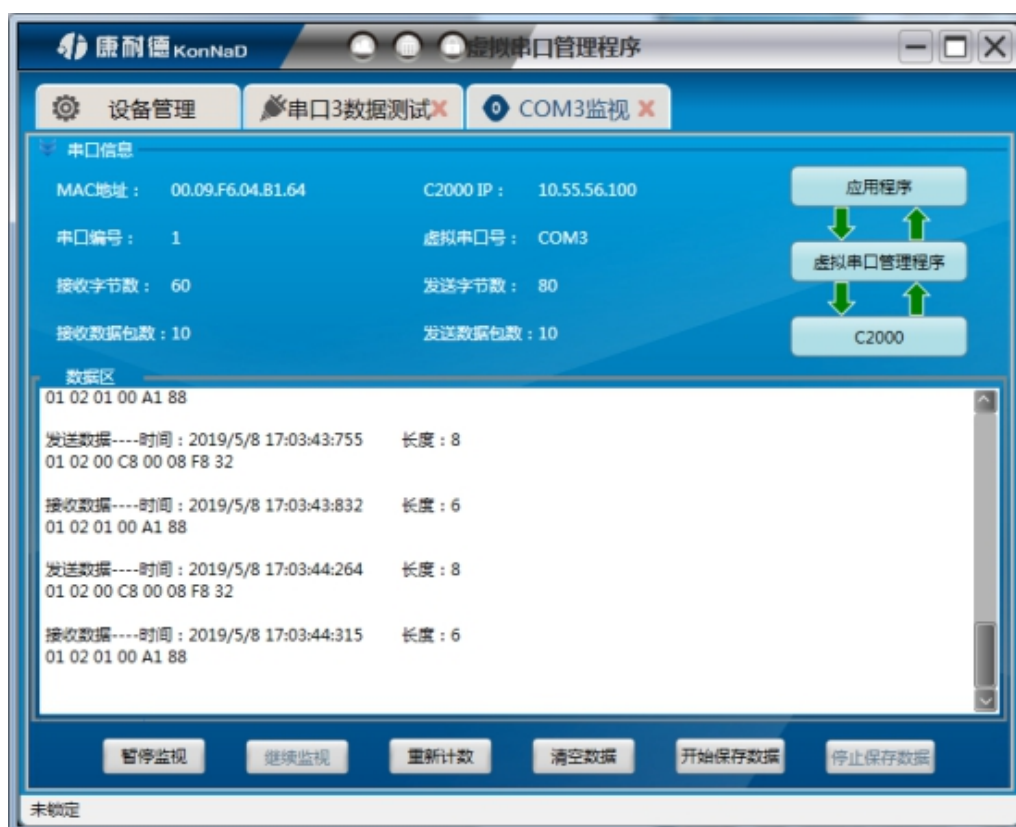 康耐德 KonNaD
虚拟串口管理程序
设备管理 串口3数据测试 COM3监视
串口信息
MAC地址： 00.09.F6.04.B1.64 C2000 IP： 10.55.56.100
串口编号： 1 虚拟串口号： COM3
接收字节数： 60 发送字节数： 80
接收数据包数：10 发送数据包数：10
应用程序
虚拟串口管理程序
C2000
数据区
01 02 01 00 A1 88
发送数据----时间：2019/5/8 17:03:43:755 长度：8
01 02 00 C8 00 08 F8 32
接收数据----时间：2019/5/8 17:03:43:832 长度：6
01 02 01 00 A1 88
发送数据----时间：2019/5/8 17:03:44:264 长度：8
01 02 00 C8 00 08 F8 32
接收数据----时间：2019/5/8 17:03:44:315 长度：6
01 02 01 00 A1 88
暂停监视 继续监视 重新计数 清空数据 开始保存数据 停止保存数据
未锁定